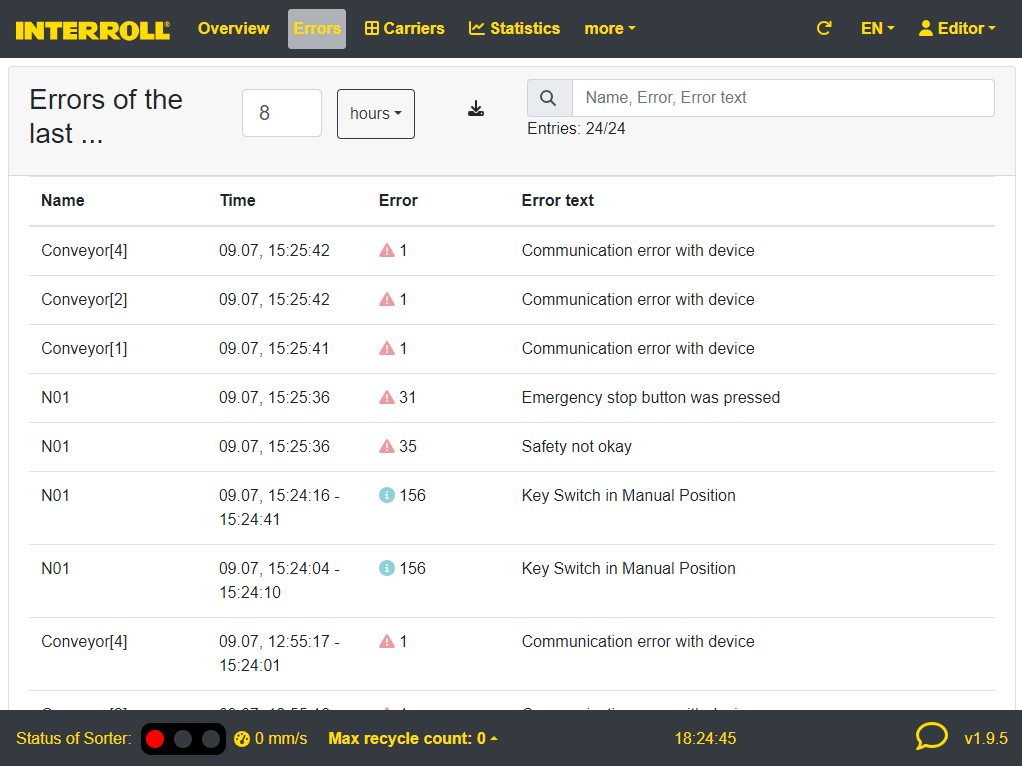 INTERROLL Overview Errors Carriers Statistics more EN Editor
Errors of the
last ...
8 hours
Name, Error, Error text
Entries: 24/24
Name Time Error Error text
Conveyor[4] 09.07, 15:25:42 1 Communication error with device
Conveyor[2] 09.07, 15:25:42 1 Communication error with device
Conveyor[1] 09.07, 15:25:41 1 Communication error with device
N01 09.07, 15:25:36 31 Emergency stop button was pressed
N01 09.07, 15:25:36 35 Safety not okay
N01 09.07, 15:24:16 - 156 Key Switch in Manual Position
15:24:41
N01 09.07, 15:24:04 - 156 Key Switch in Manual Position
15:24:10
Conveyor[4] 09.07, 12:55:17 - 1 Communication error with device
15:24:01
Status of Sorter: 0 mm/s Max recycle count: 0 18:24:45 v1.9.5